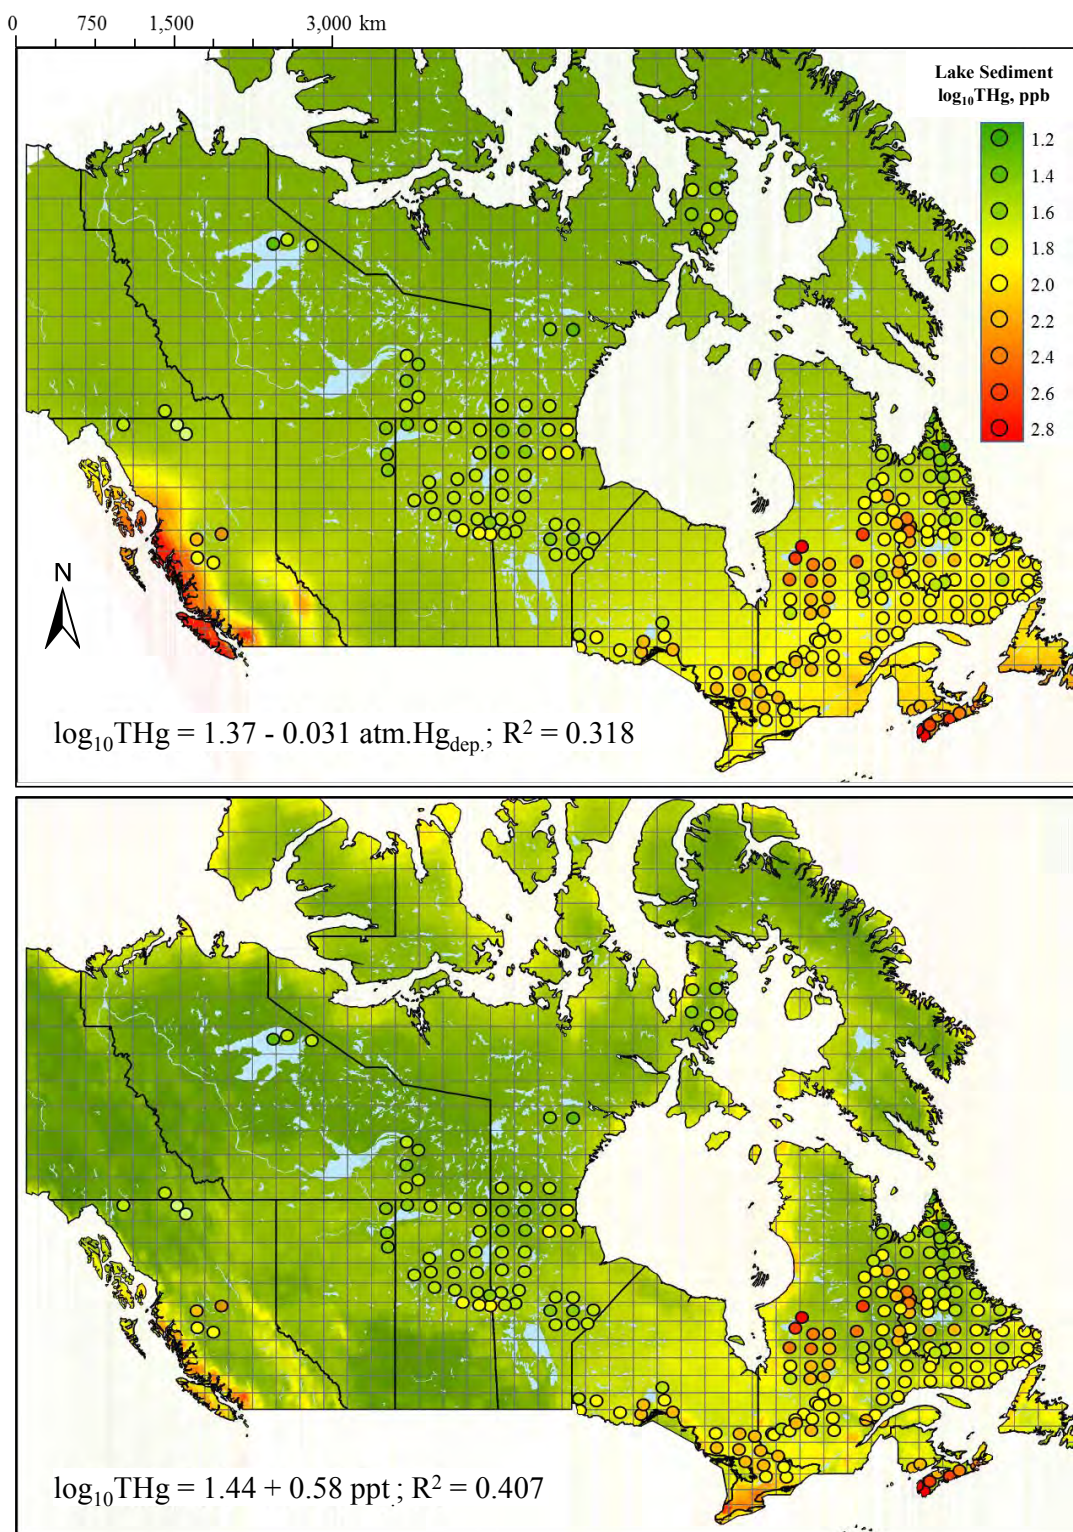 0 750 1,500 3,000 km
Lake Sediment
log₁₀THg, ppb
1.2
1.4
1.6
1.8
2.0
2.2
2.4
2.6
2.8
N
log₁₀THg = 1.37 - 0.031 atm.Hg_dep.; R² = 0.318
log₁₀THg = 1.44 + 0.58 ppt.; R² = 0.407